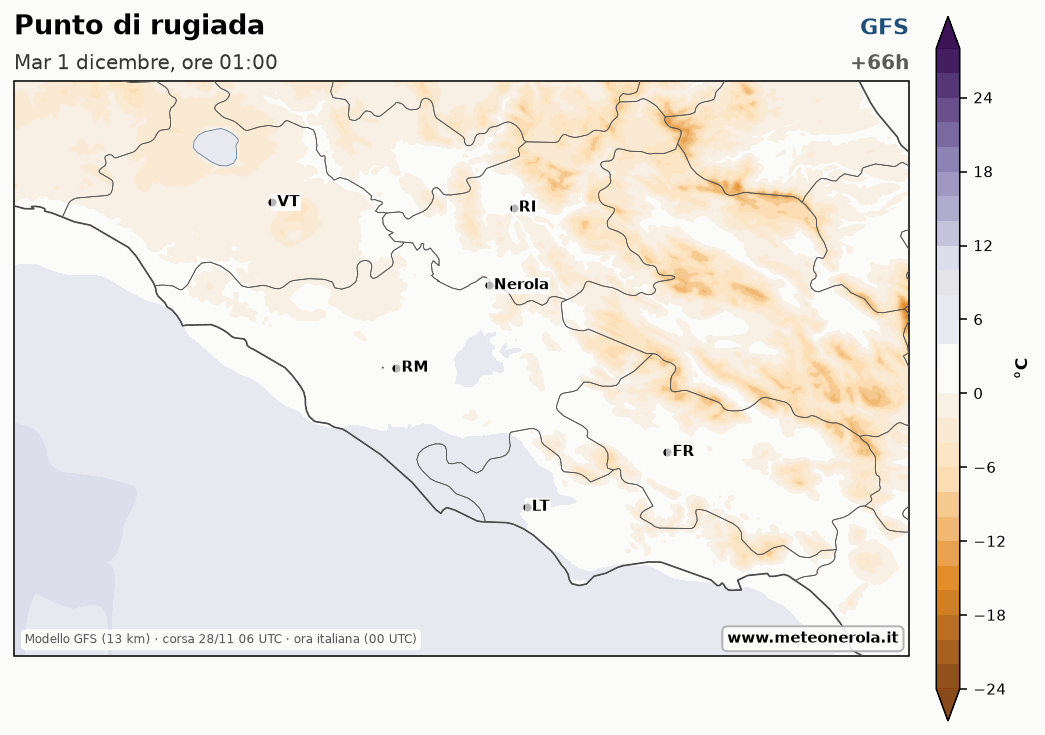 Punto di rugiada
GFS
Mar 1 dicembre, ore 01:00
+66h
VT
RI
Nerola
RM
FR
LT
24
18
12
6
0
−6
−12
−18
−24
°C
Modello GFS (13 km) · corsa 28/11 06 UTC · ora italiana (00 UTC)
www.meteonerola.it